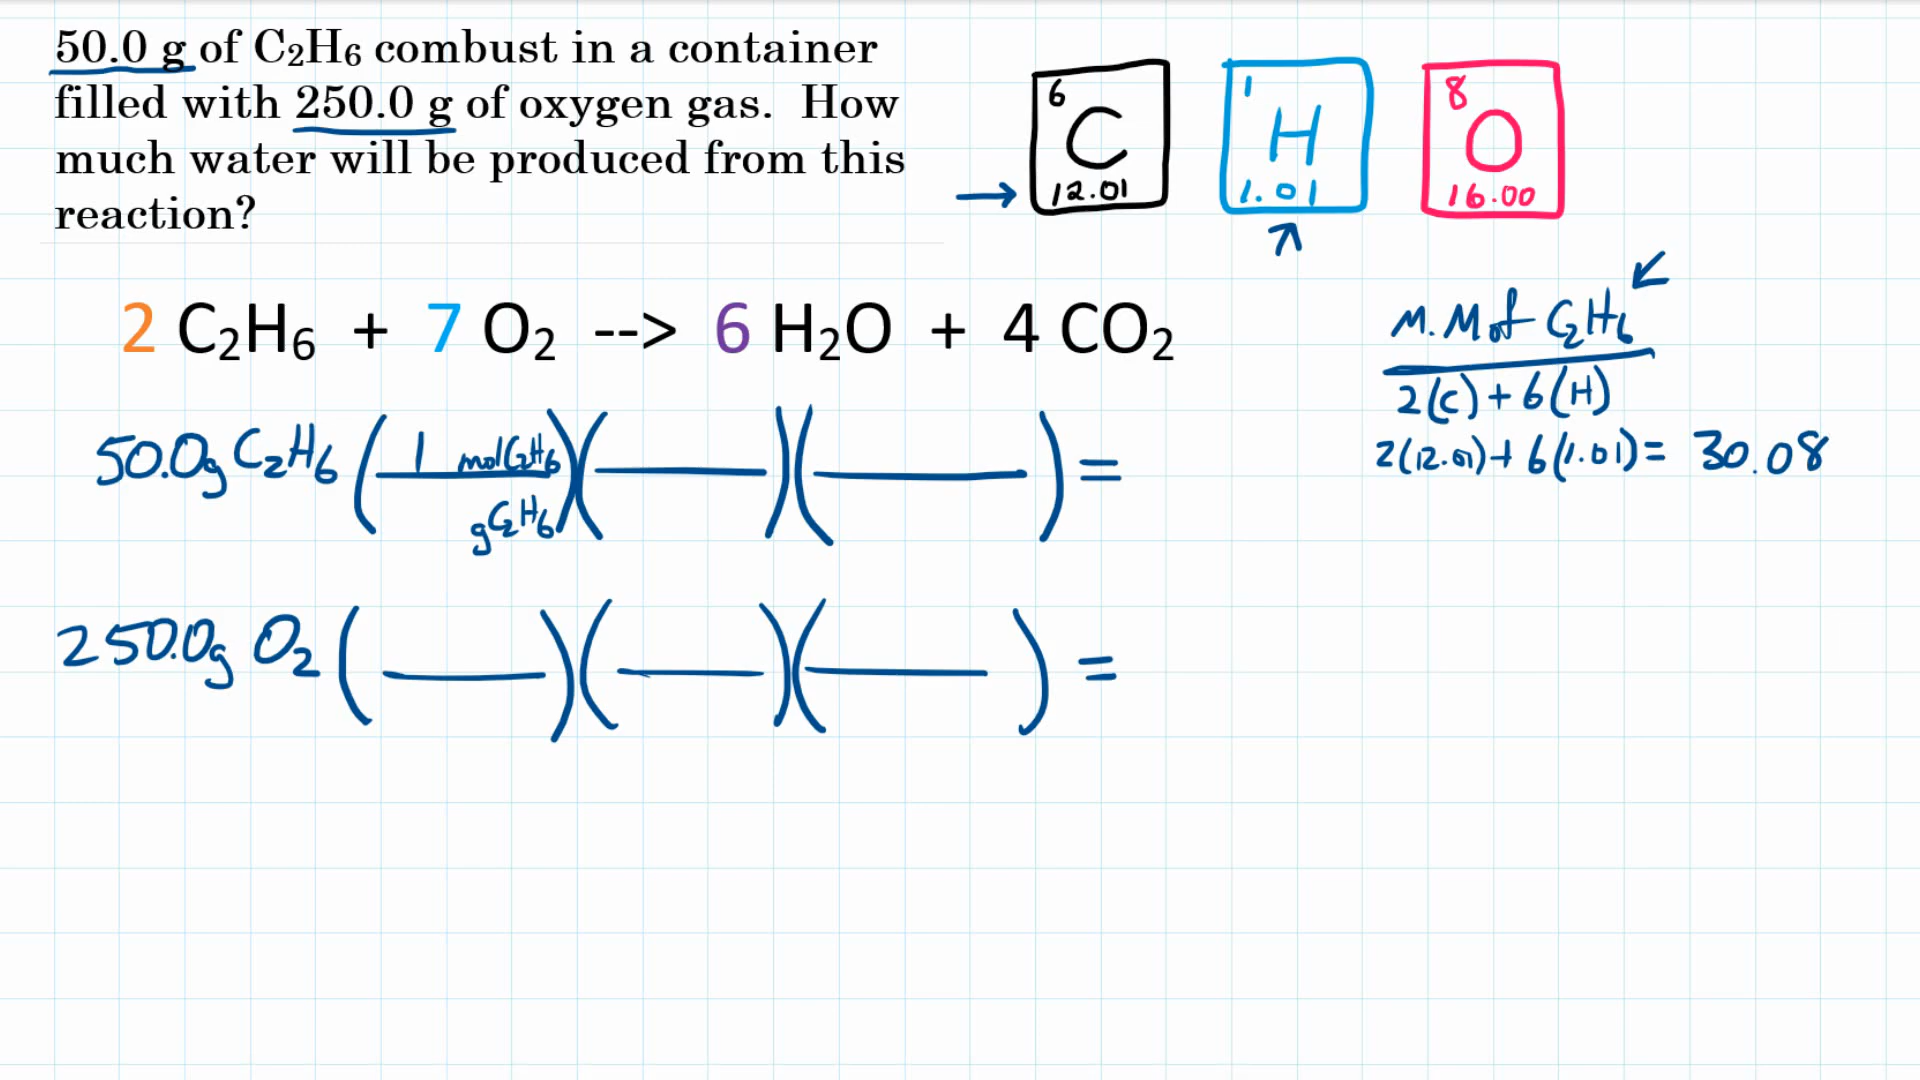 50.0 g of C₂H₆ combust in a container
filled with 250.0 g of oxygen gas. How
much water will be produced from this
reaction?
6 C 12.01
1 H 1.01
8 O 16.00
2 C₂H₆ + 7 O₂ --> 6 H₂O + 4 CO₂
M.M of C₂H₆
2(C) + 6(H)
2(12.01) + 6(1.01) = 30.08
50.0g C₂H₆ (1 mol C₂H₆ / g C₂H₆)(——)(——) =
250.0g O₂ (——)(——)(——) =